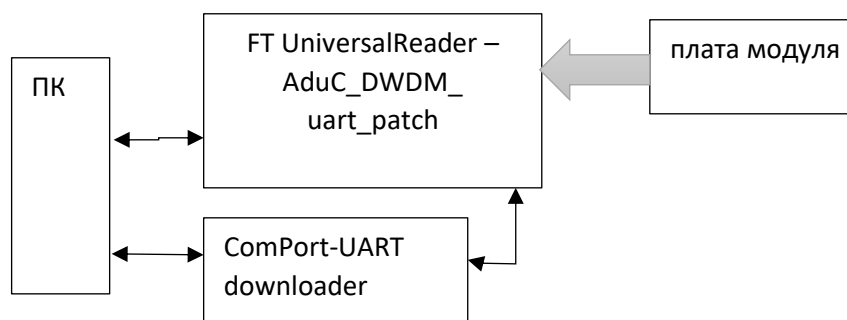 ПК
FT UniversalReader –
AduC_DWDM_
uart_patch
плата модуля
ComPort-UART
downloader